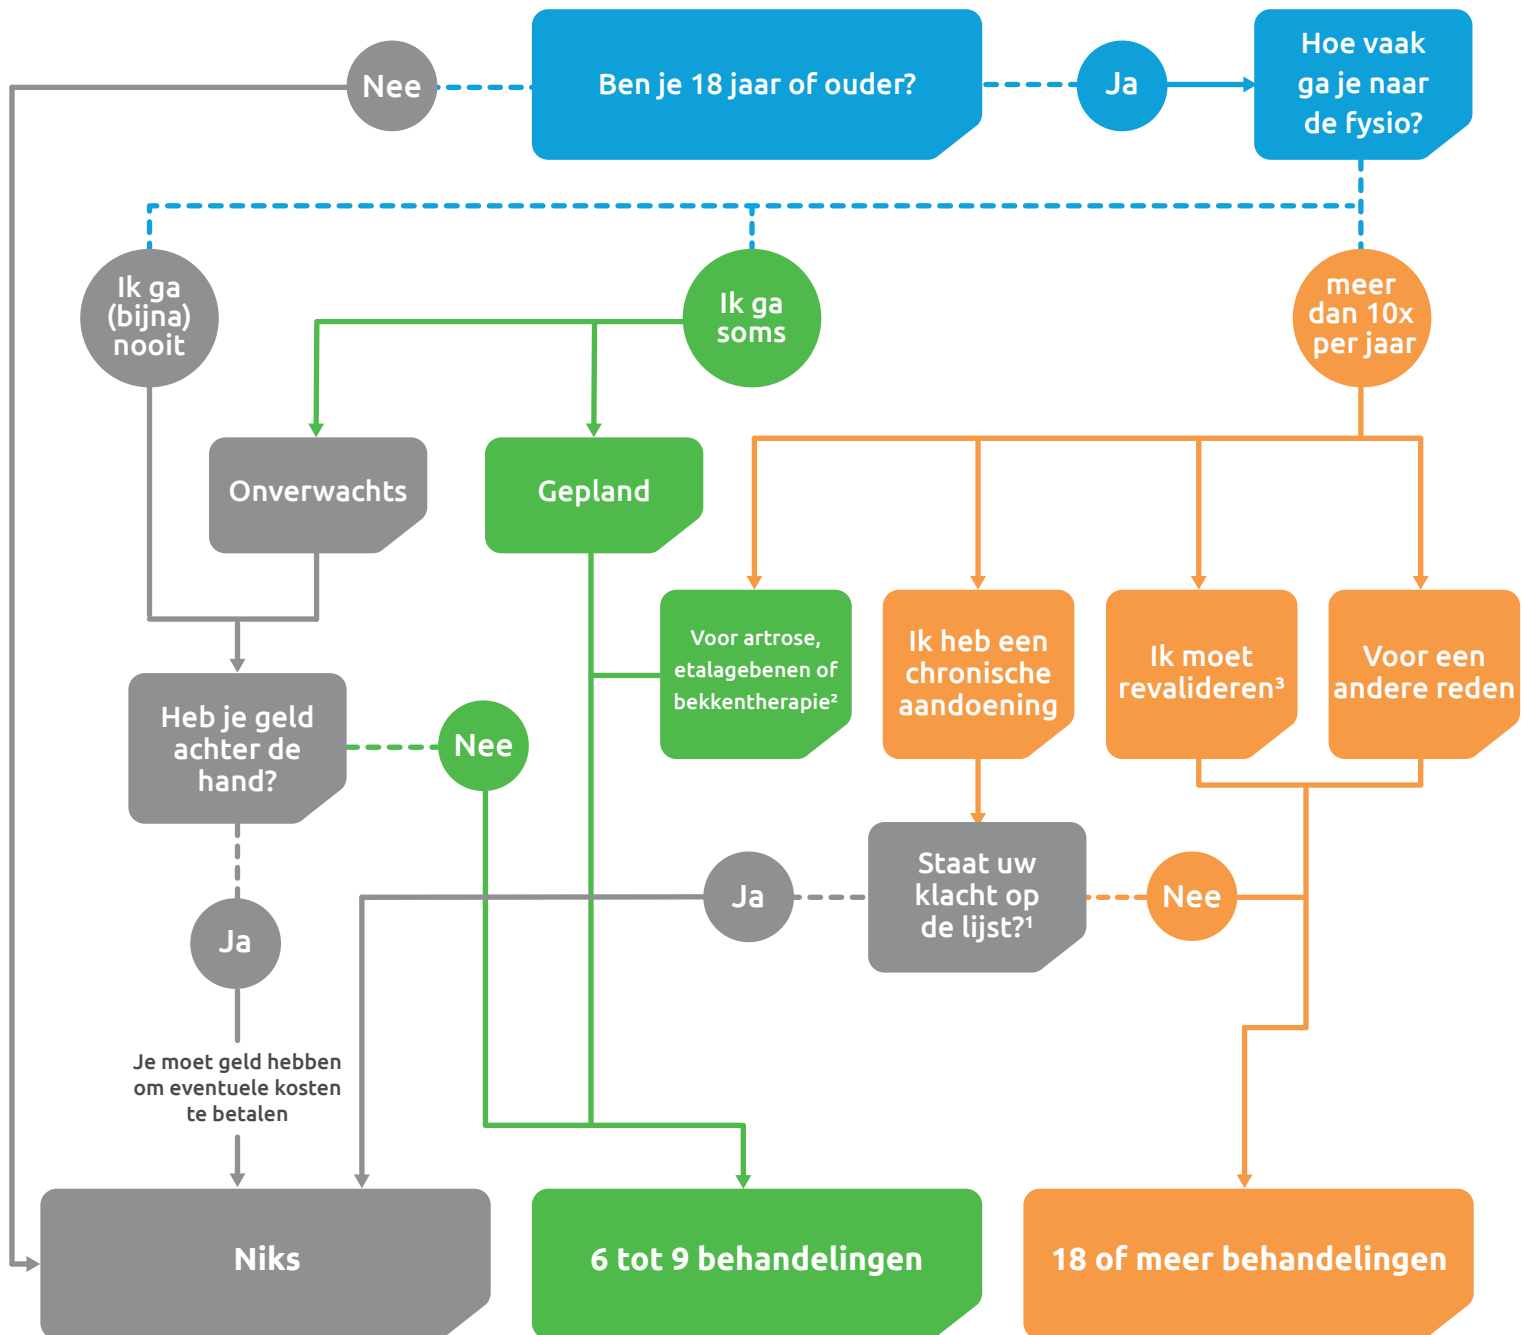 Nee
Ben je 18 jaar of ouder?
Ja
Hoe vaak
ga je naar
de fysio?
Ik ga
(bijna)
nooit
Ik ga
soms
meer
dan 10x
per jaar
Onverwachts
Gepland
Voor artrose,
etalagebenen of
bekkentherapie²
Ik heb een
chronische
aandoening
Ik moet
revalideren³
Voor een
andere reden
Heb je geld
achter de
hand?
Nee
Ja
Staat uw
klacht op
de lijst?¹
Nee
Ja
Je moet geld hebben
om eventuele kosten
te betalen
Niks
6 tot 9 behandelingen
18 of meer behandelingen